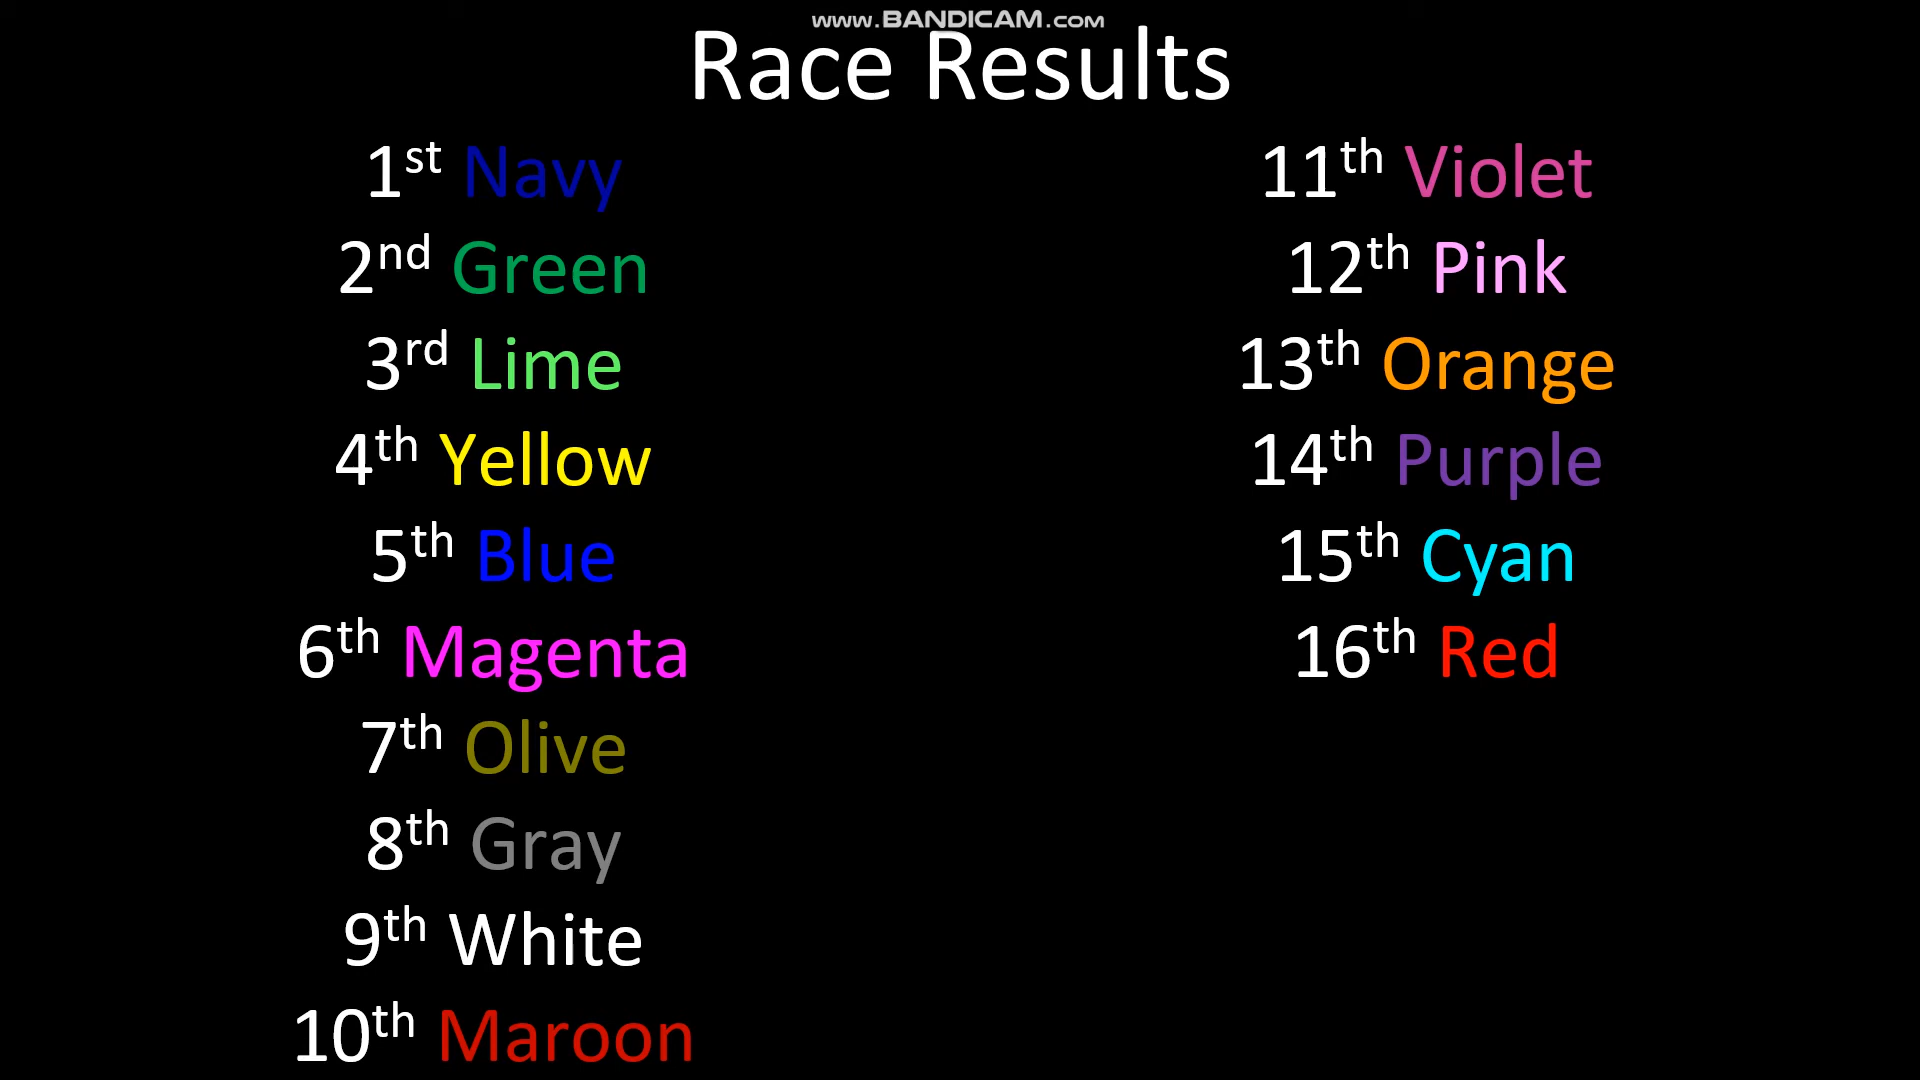 www.BANDICAM.com
Race Results
1st Navy
2nd Green
3rd Lime
4th Yellow
5th Blue
6th Magenta
7th Olive
8th Gray
9th White
10th Maroon
11th Violet
12th Pink
13th Orange
14th Purple
15th Cyan
16th Red